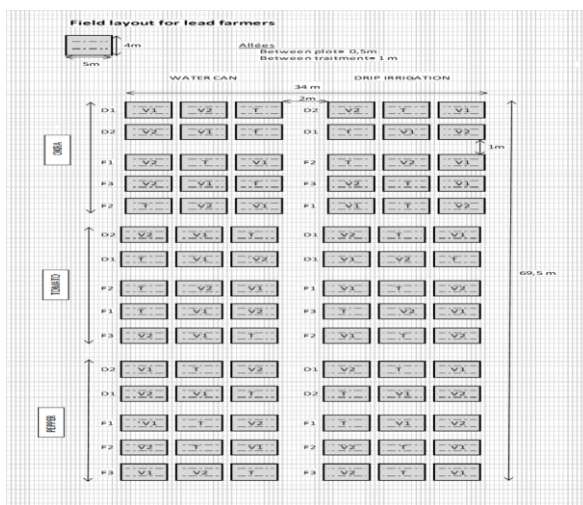 Field layout for lead farmers
4m
5m
Allées
Between plot= 0,5m
Between traitment= 1 m
WATER CAN DRIP IRRIGATION
34 m
2m
D1 V1 V2 T D2 V2 T V1
D2 V2 V1 T D1 T V1 V2
1m
F1 V2 T V1 F2 T V2 V1
OKRA
F3 V2 V1 T F3 V2 T V1
F2 T V2 V1 F1 V1 T V2
D2 V2 V1 T D1 V2 T V1
D1 T V1 V2 D2 V1 V2 T
69,5 m
TOMATO
F2 T V2 V1 F1 V1 T V2
F1 T V1 V2 F3 T V2 V1
F3 V2 V1 T F2 V1 T V2
D2 V1 T V2 D1 V2 T V1
D1 V2 V1 T D2 T V1 V2
PEPPER
F1 V1 T V2 F1 T V1 V2
F2 V2 T V1 F2 V2 T V1
F3 V1 V2 T F3 V2 T V1